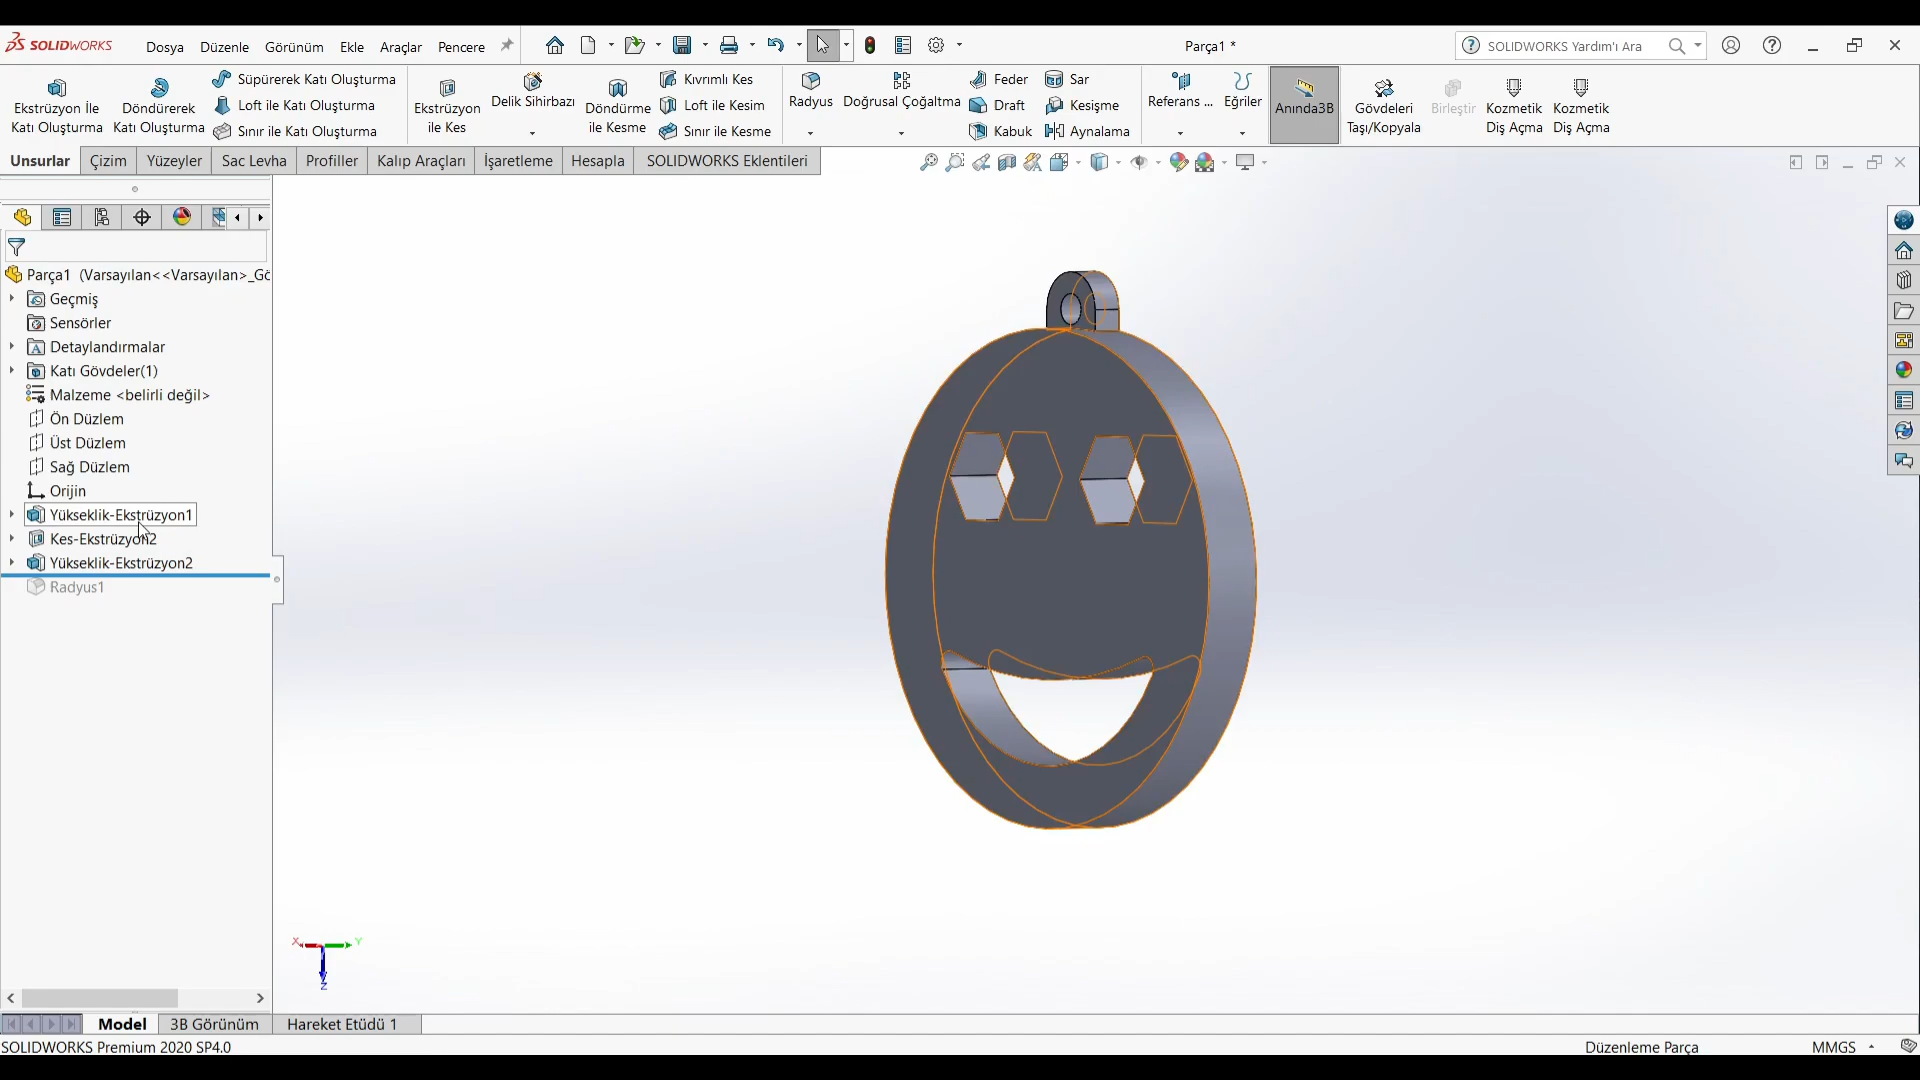 SOLIDWORKS
Dosya Düzenle Görünüm Ekle Araçlar Pencere
Parça1 *
SOLIDWORKS Yardım'ı Ara
Ekstrüzyon İle
Katı Oluşturma
Döndürerek
Katı Oluşturma
Süpürerek Katı Oluşturma
Loft ile Katı Oluşturma
Sınır ile Katı Oluşturma
Ekstrüzyon
ile Kes
Delik Sihirbazı
Döndürme
ile Kesme
Kıvrımlı Kes
Loft ile Kesim
Sınır ile Kesme
Radyus
Doğrusal Çoğaltma
Feder
Draft
Kabuk
Sar
Kesişme
Aynalama
Referans ...
Eğriler
Anında3B
Gövdeleri
Taşı/Kopyala
Birleştir
Kozmetik
Diş Açma
Kozmetik
Diş Açma
Unsurlar Çizim Yüzeyler Sac Levha Profiller Kalıp Araçları İşaretleme Hesapla SOLIDWORKS Eklentileri
Parça1 (Varsayılan<<Varsayılan>_Gö
Geçmiş
Sensörler
Detaylandırmalar
Katı Gövdeler(1)
Malzeme <belirli değil>
Ön Düzlem
Üst Düzlem
Sağ Düzlem
Orijin
Yükseklik-Ekstrüzyon1
Kes-Ekstrüzyon2
Yükseklik-Ekstrüzyon2
Radyus1
X Y
Z
Model 3B Görünüm Hareket Etüdü 1
SOLIDWORKS Premium 2020 SP4.0
Düzenleme Parça
MMGS